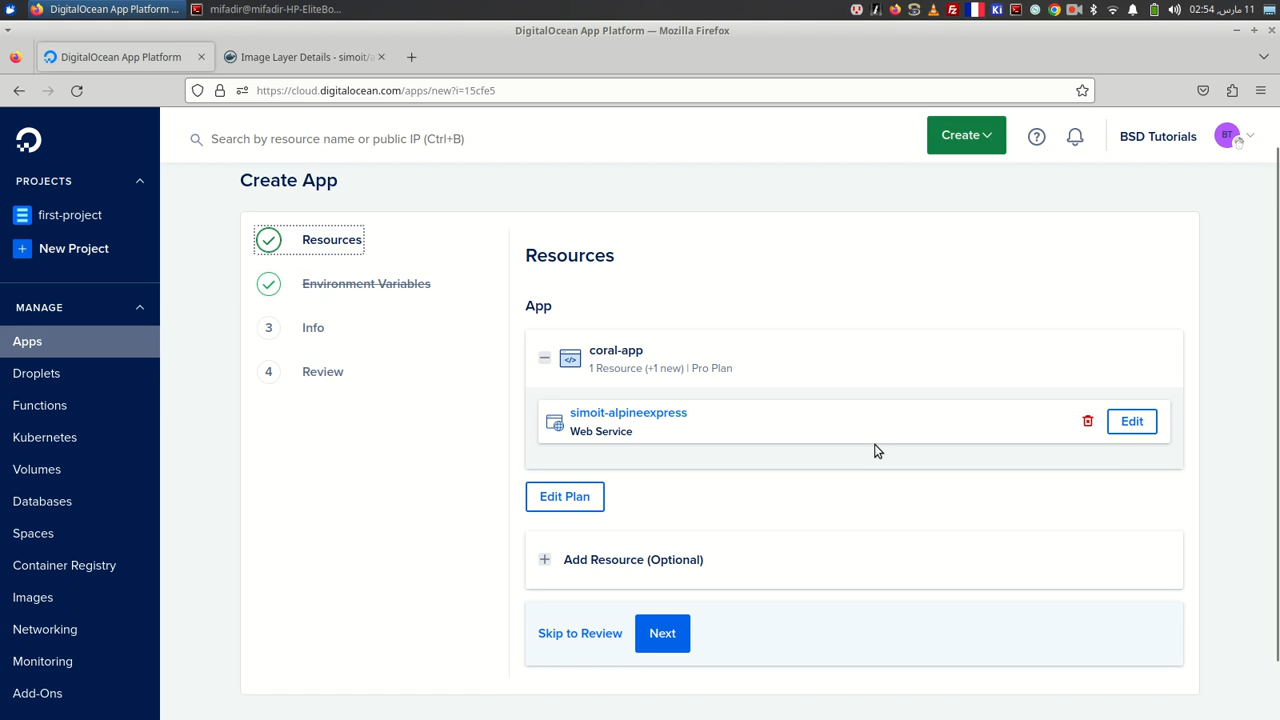 DigitalOcean App Platform ...
mifadir@mifadir-HP-EliteBo...
Fr
Ki
02:54 ,11 مارس
DigitalOcean App Platform — Mozilla Firefox
DigitalOcean App Platform
Image Layer Details - simoit/a
https://cloud.digitalocean.com/apps/new?i=15cfe5
Search by resource name or public IP (Ctrl+B)
Create
BSD Tutorials
BT
PROJECTS
first-project
New Project
MANAGE
Apps
Droplets
Functions
Kubernetes
Volumes
Databases
Spaces
Container Registry
Images
Networking
Monitoring
Add-Ons
Create App
Resources
Environment Variables
3 Info
4 Review
Resources
App
coral-app
1 Resource (+1 new) | Pro Plan
simoit-alpineexpress
Web Service
Edit
Edit Plan
Add Resource (Optional)
Skip to Review
Next